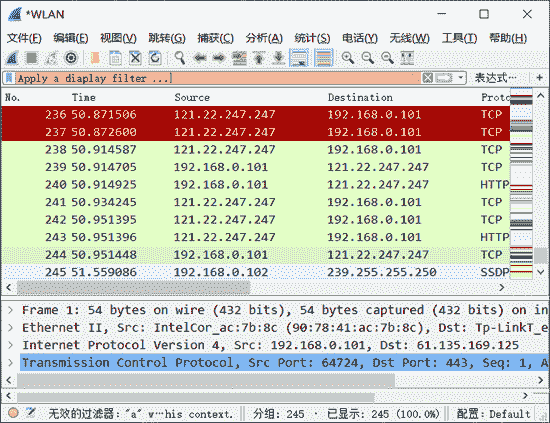 *WLAN
文件(F) 编辑(E) 视图(V) 跳转(G) 捕获(C) 分析(A) 统计(S) 电话(Y) 无线(W) 工具(T) 帮助(H)
Apply a diaplay filter ... 表达式… +
No. Time Source Destination Proto
236 50.871506 121.22.247.247 192.168.0.101 TCP
237 50.872600 121.22.247.247 192.168.0.101 TCP
238 50.914587 121.22.247.247 192.168.0.101 TCP
239 50.914705 192.168.0.101 121.22.247.247 TCP
240 50.914925 192.168.0.101 121.22.247.247 HTTP
241 50.934245 121.22.247.247 192.168.0.101 TCP
242 50.951395 121.22.247.247 192.168.0.101 TCP
243 50.951396 121.22.247.247 192.168.0.101 HTTP
244 50.951448 192.168.0.101 121.22.247.247 TCP
245 51.559086 192.168.0.102 239.255.255.250 SSDP
> Frame 1: 54 bytes on wire (432 bits), 54 bytes captured (432 bits) on in
> Ethernet II, Src: IntelCor_ac:7b:8c (90:78:41:ac:7b:8c), Dst: Tp-LinkT_e
> Internet Protocol Version 4, Src: 192.168.0.101, Dst: 61.135.169.125
> Transmission Control Protocol, Src Port: 64724, Dst Port: 443, Seq: 1, A
无效的过滤器: "a" w…his context. 分组: 245 · 已显示: 245 (100.0%) 配置: Default